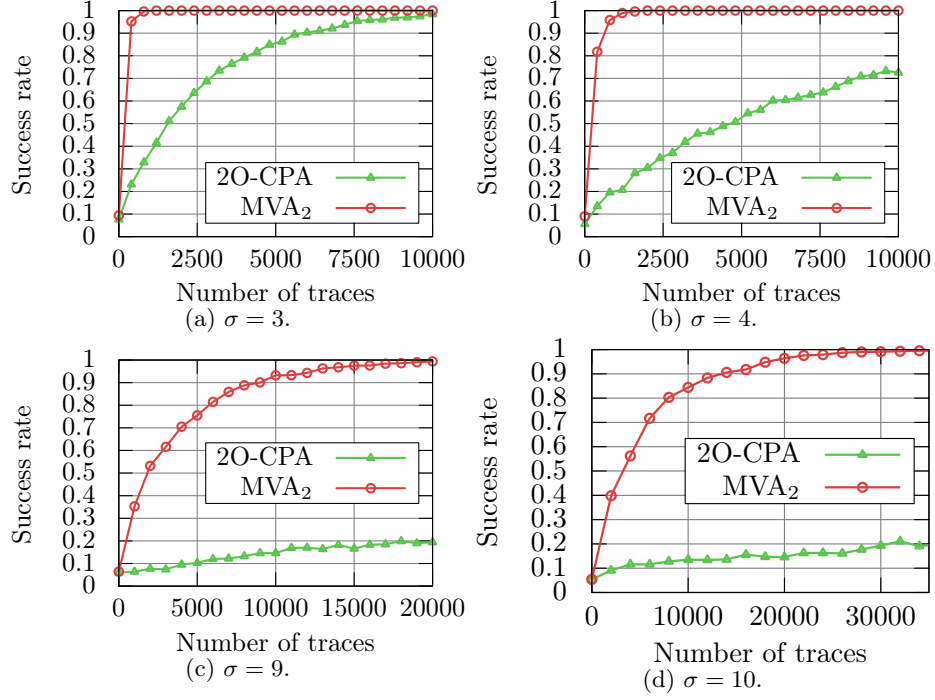 Success rate
1
0.9
0.8
0.7
0.6
0.5
0.4
0.3
0.2
0.1
0
2O-CPA
MVA₂
0 2500 5000 7500 10000
Number of traces
(a) σ = 3.
Success rate
1
0.9
0.8
0.7
0.6
0.5
0.4
0.3
0.2
0.1
0
2O-CPA
MVA₂
0 2500 5000 7500 10000
Number of traces
(b) σ = 4.
Success rate
1
0.9
0.8
0.7
0.6
0.5
0.4
0.3
0.2
0.1
0
2O-CPA
MVA₂
0 5000 10000 15000 20000
Number of traces
(c) σ = 9.
Success rate
1
0.9
0.8
0.7
0.6
0.5
0.4
0.3
0.2
0.1
0
2O-CPA
MVA₂
0 10000 20000 30000
Number of traces
(d) σ = 10.